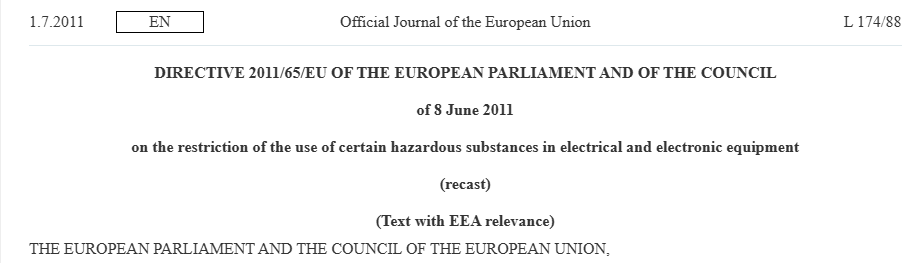 1.7.2011 EN Official Journal of the European Union L 174/88
DIRECTIVE 2011/65/EU OF THE EUROPEAN PARLIAMENT AND OF THE COUNCIL
of 8 June 2011
on the restriction of the use of certain hazardous substances in electrical and electronic equipment
(recast)
(Text with EEA relevance)
THE EUROPEAN PARLIAMENT AND THE COUNCIL OF THE EUROPEAN UNION,